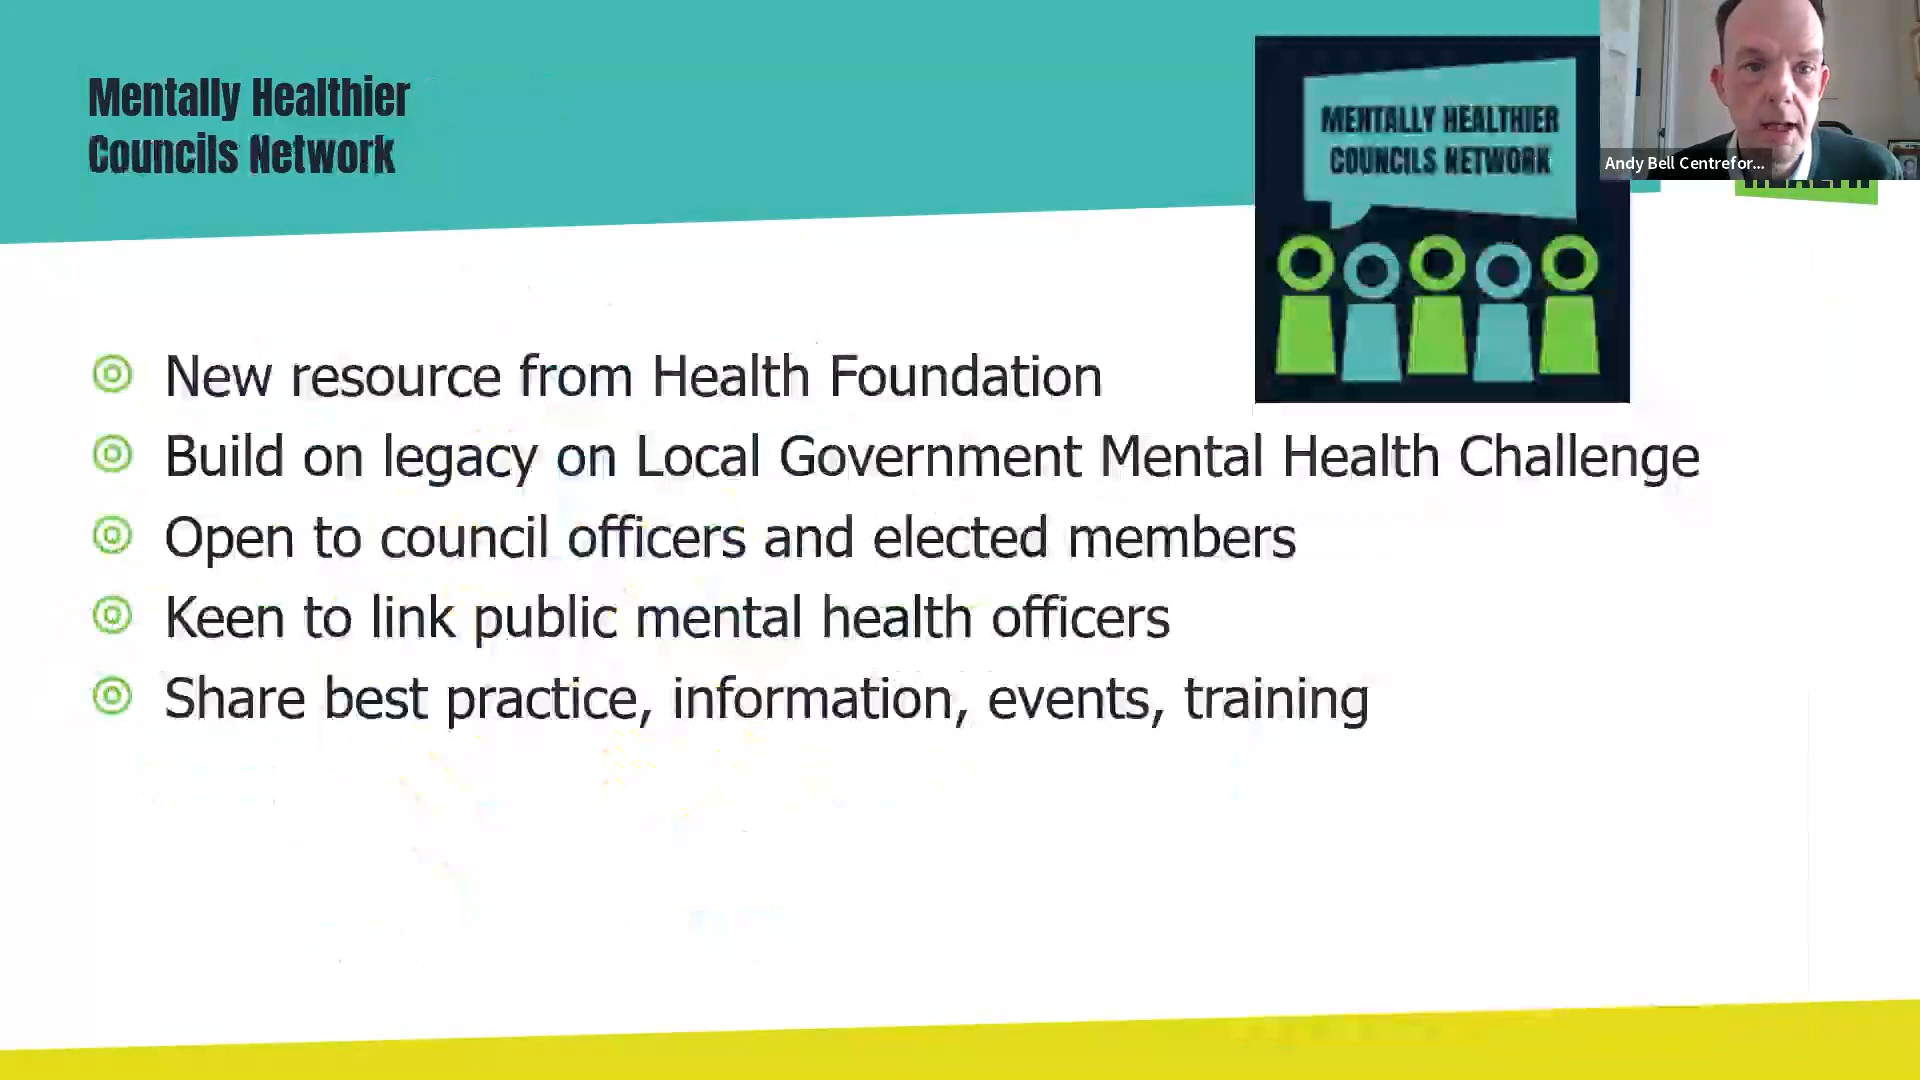 Mentally Healthier
Councils Network
MENTALLY HEALTHIER
COUNCILS NETWORK
Andy Bell Centrefor...
New resource from Health Foundation
Build on legacy on Local Government Mental Health Challenge
Open to council officers and elected members
Keen to link public mental health officers
Share best practice, information, events, training